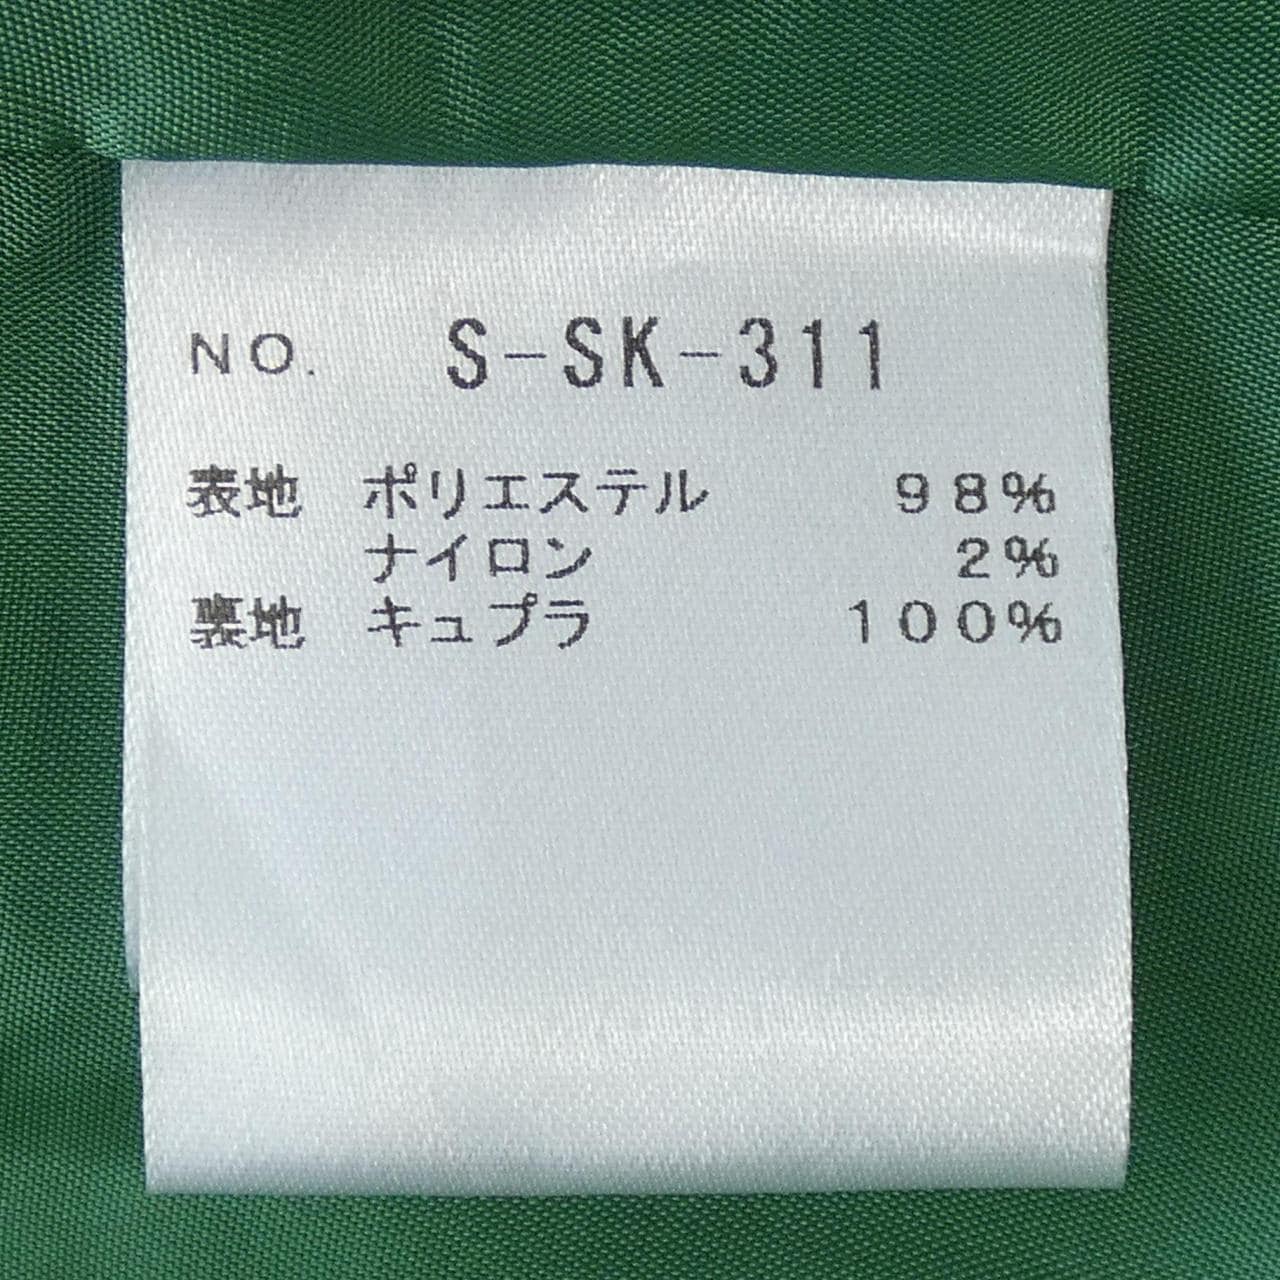 NO. S-SK-311
表地 ポリエステル 98%
ナイロン 2%
裏地 キュプラ 100%